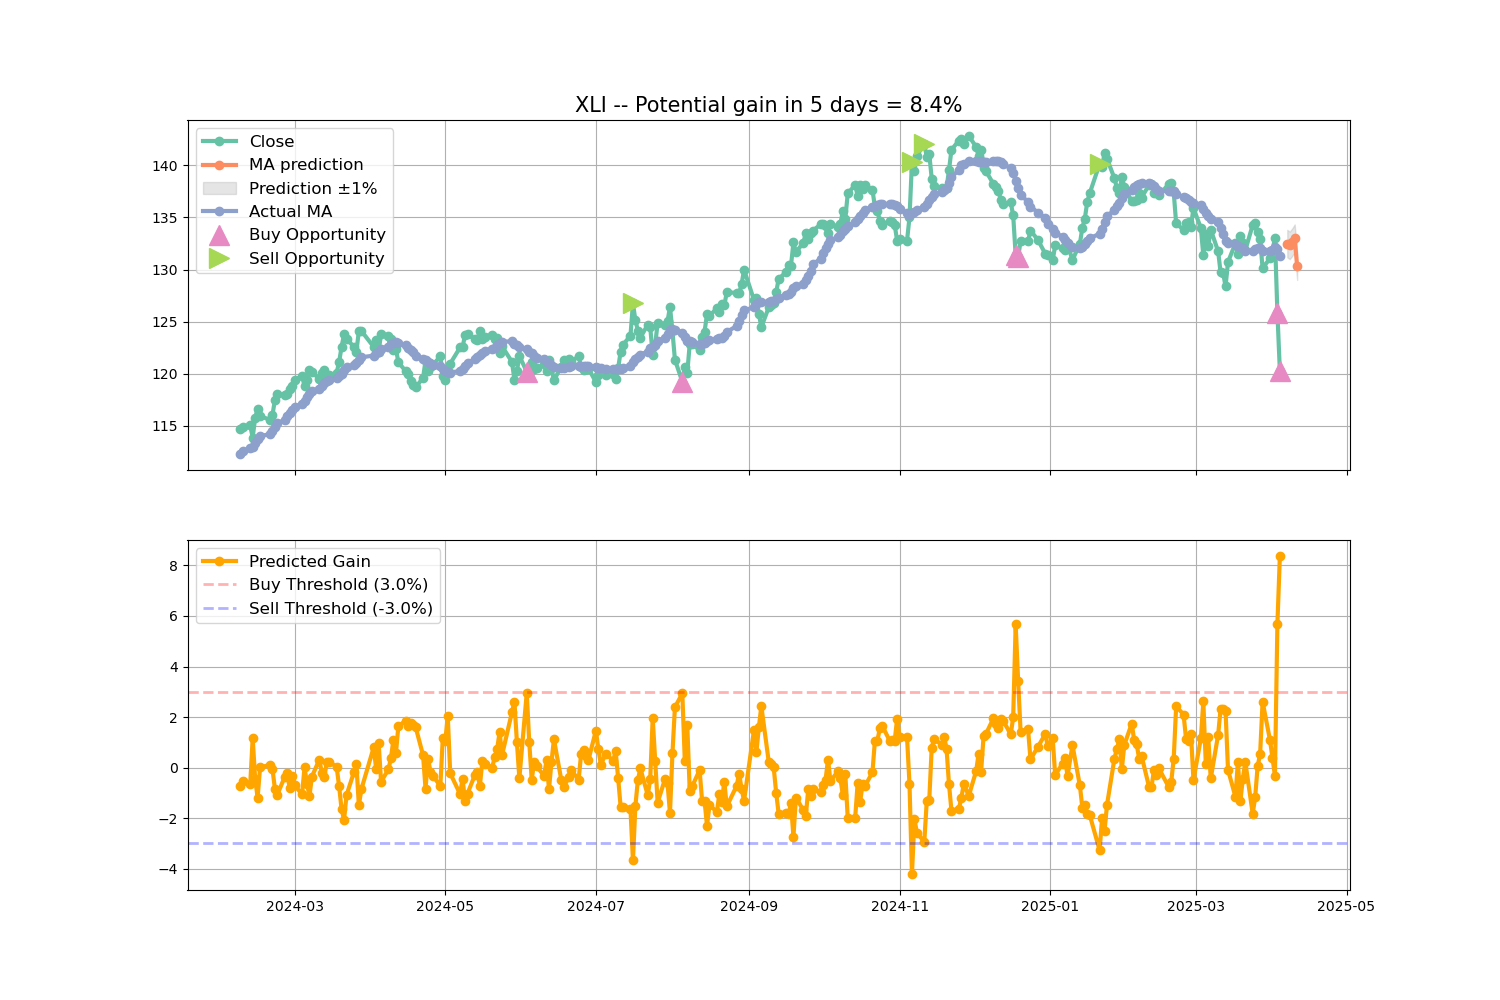 XLI -- Potential gain in 5 days = 8.4%
Close
MA prediction
Prediction ±1%
Actual MA
Buy Opportunity
Sell Opportunity
140
135
130
125
120
115
Predicted Gain
Buy Threshold (3.0%)
Sell Threshold (-3.0%)
8
6
4
2
0
−2
−4
2024-03
2024-05
2024-07
2024-09
2024-11
2025-01
2025-03
2025-05